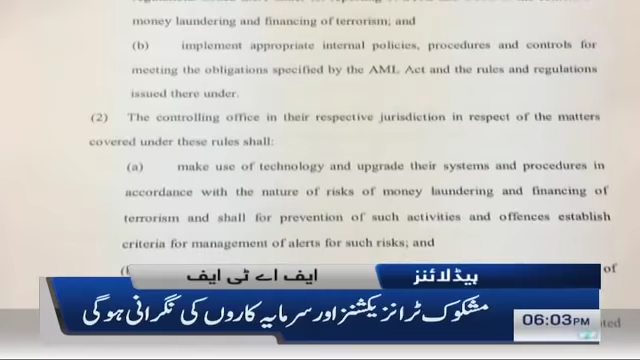 money laundering and financing of terrorism; and
(b) implement appropriate internal policies, procedures and controls for
meeting the obligations specified by the AML Act and the rules and regulations
issued there under.
(2) The controlling office in their respective jurisdiction in respect of the matters
covered under these rules shall:
(a) make use of technology and upgrade their systems and procedures in
accordance with the nature of risks of money laundering and financing of
terrorism and shall for prevention of such activities and offences establish
criteria for management of alerts for such risks; and
of
ہیڈلائنز
ایف اے ٹی ایف
مشکوک ٹرانزیکشنز اور سرمایہ کاروں کی نگرانی ہوگی
06:03PM